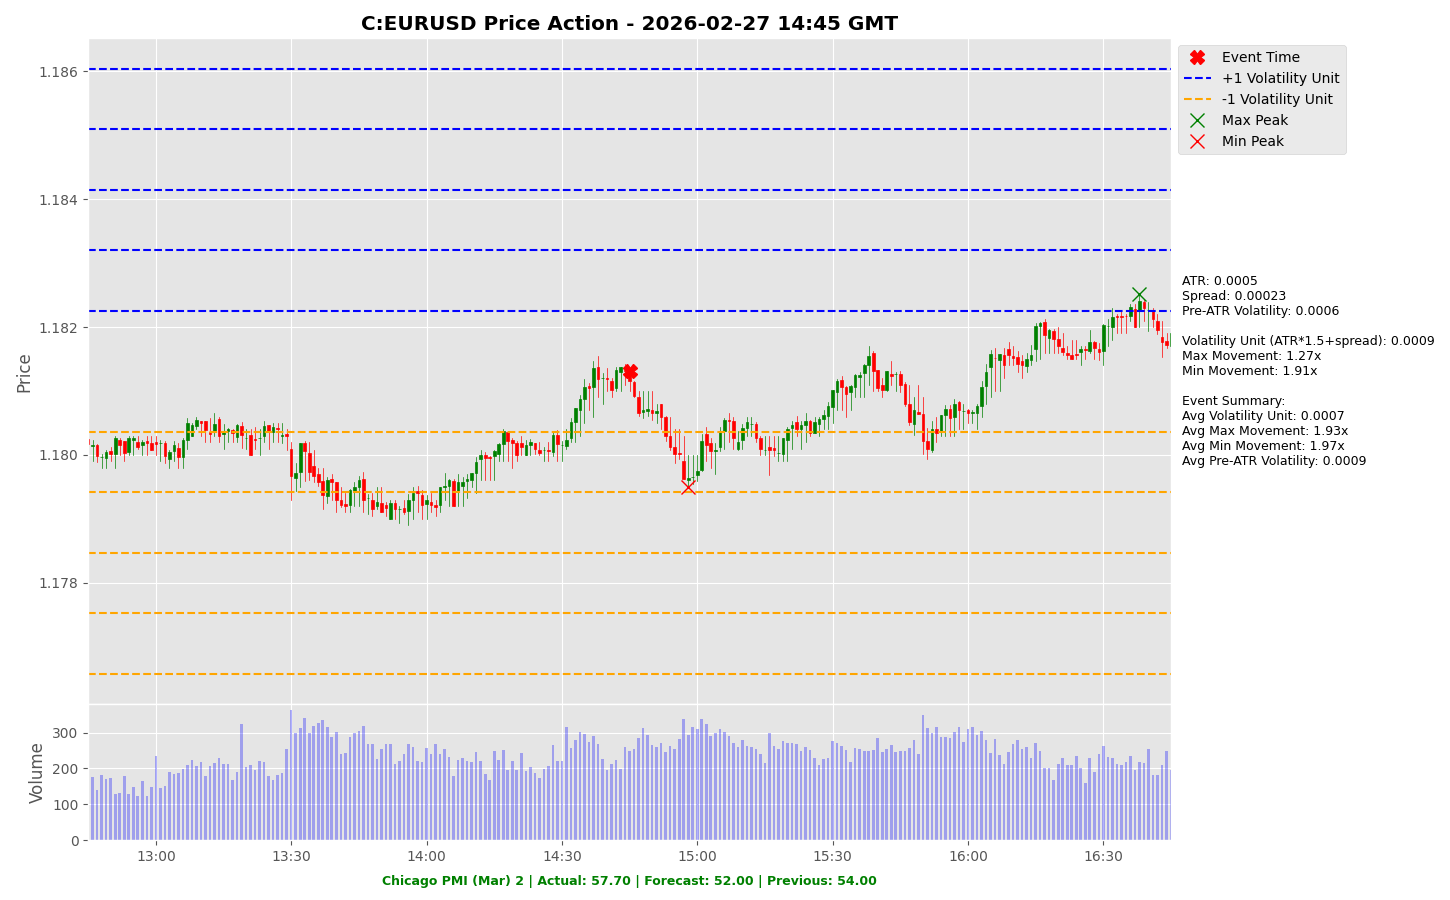 C:EURUSD Price Action - 2026-02-27 14:45 GMT
Event Time
+1 Volatility Unit
-1 Volatility Unit
Max Peak
Min Peak
1.186
1.184
1.182
1.180
1.178
Price
ATR: 0.0005
Spread: 0.00023
Pre-ATR Volatility: 0.0006
Volatility Unit (ATR*1.5+spread): 0.0009
Max Movement: 1.27x
Min Movement: 1.91x
Event Summary:
Avg Volatility Unit: 0.0007
Avg Max Movement: 1.93x
Avg Min Movement: 1.97x
Avg Pre-ATR Volatility: 0.0009
300
200
100
0
Volume
13:00 13:30 14:00 14:30 15:00 15:30 16:00 16:30
Chicago PMI (Mar) 2 | Actual: 57.70 | Forecast: 52.00 | Previous: 54.00